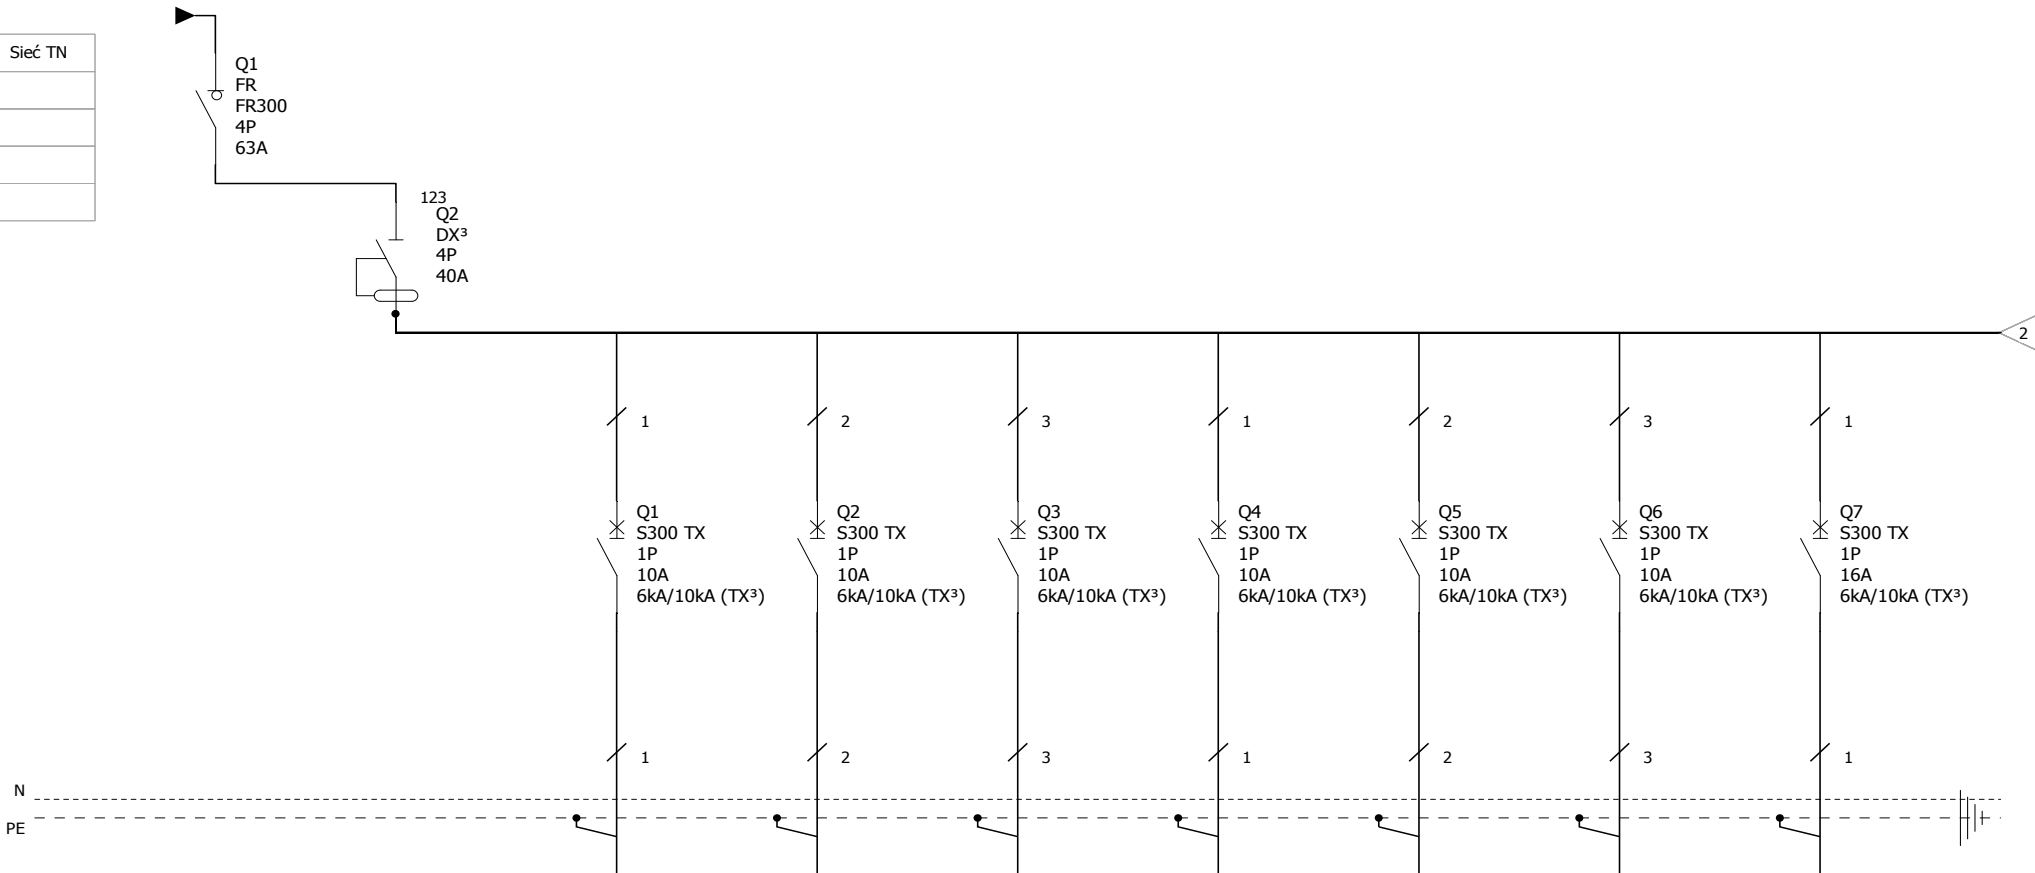 Sieć TN
Q1
FR
FR300
4P
63A
123
Q2
DX³
4P
40A
2
1
2
3
1
2
3
1
Q1
S300 TX
1P
10A
6kA/10kA (TX³)
Q2
S300 TX
1P
10A
6kA/10kA (TX³)
Q3
S300 TX
1P
10A
6kA/10kA (TX³)
Q4
S300 TX
1P
10A
6kA/10kA (TX³)
Q5
S300 TX
1P
10A
6kA/10kA (TX³)
Q6
S300 TX
1P
10A
6kA/10kA (TX³)
Q7
S300 TX
1P
16A
6kA/10kA (TX³)
1
2
3
1
2
3
1
N
PE